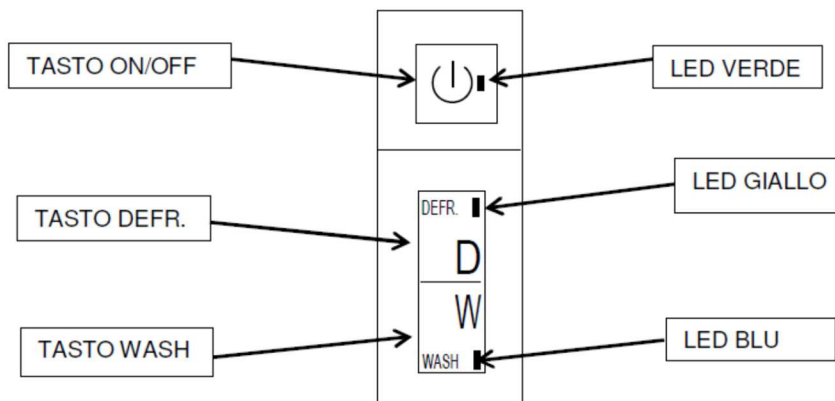 TASTO ON/OFF
LED VERDE
LED GIALLO
DEFR.
TASTO DEFR.
D
W
TASTO WASH
WASH
LED BLU